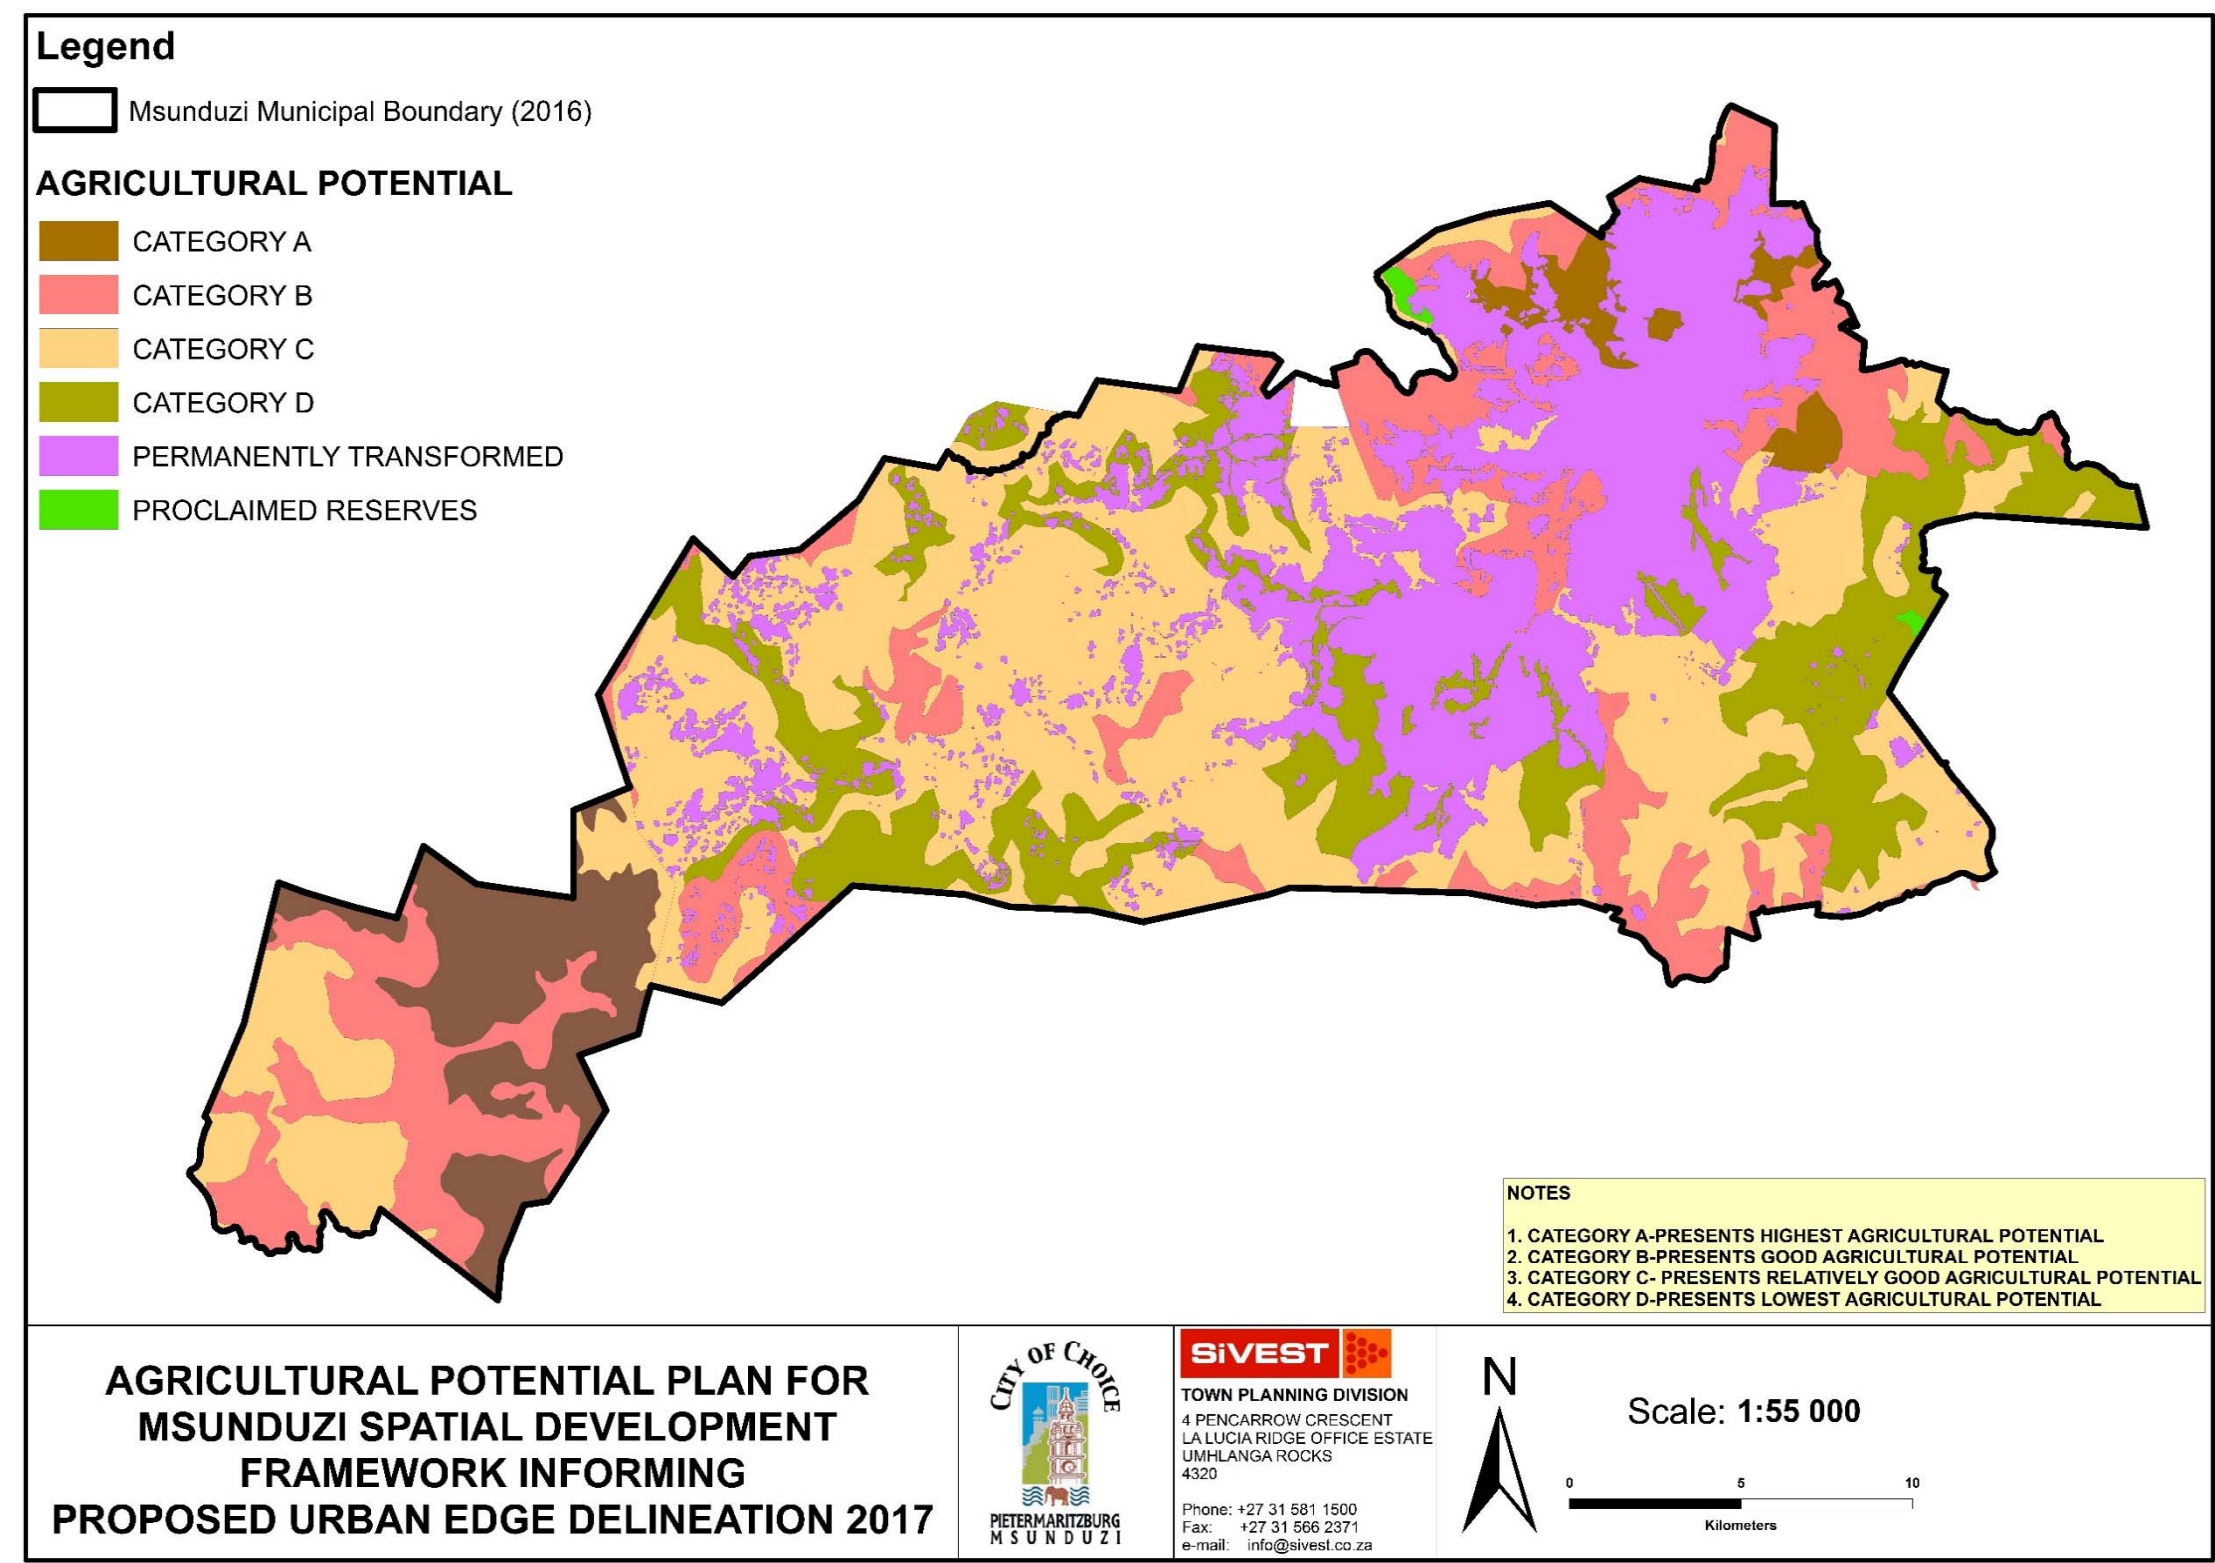 Legend
Msunduzi Municipal Boundary (2016)
AGRICULTURAL POTENTIAL
CATEGORY A
CATEGORY B
CATEGORY C
CATEGORY D
PERMANENTLY TRANSFORMED
PROCLAIMED RESERVES
NOTES
1. CATEGORY A-PRESENTS HIGHEST AGRICULTURAL POTENTIAL
2. CATEGORY B-PRESENTS GOOD AGRICULTURAL POTENTIAL
3. CATEGORY C- PRESENTS RELATIVELY GOOD AGRICULTURAL POTENTIAL
4. CATEGORY D-PRESENTS LOWEST AGRICULTURAL POTENTIAL
AGRICULTURAL POTENTIAL PLAN FOR
MSUNDUZI SPATIAL DEVELOPMENT
FRAMEWORK INFORMING
PROPOSED URBAN EDGE DELINEATION 2017
CITY OF CHOICE
PIETERMARITZBURG
MSUNDUZI
SiVEST
TOWN PLANNING DIVISION
4 PENCARROW CRESCENT
LA LUCIA RIDGE OFFICE ESTATE
UMHLANGA ROCKS
4320
Phone: +27 31 581 1500
Fax: +27 31 566 2371
e-mail: info@sivest.co.za
N
Scale: 1:55 000
0 5 10
Kilometers